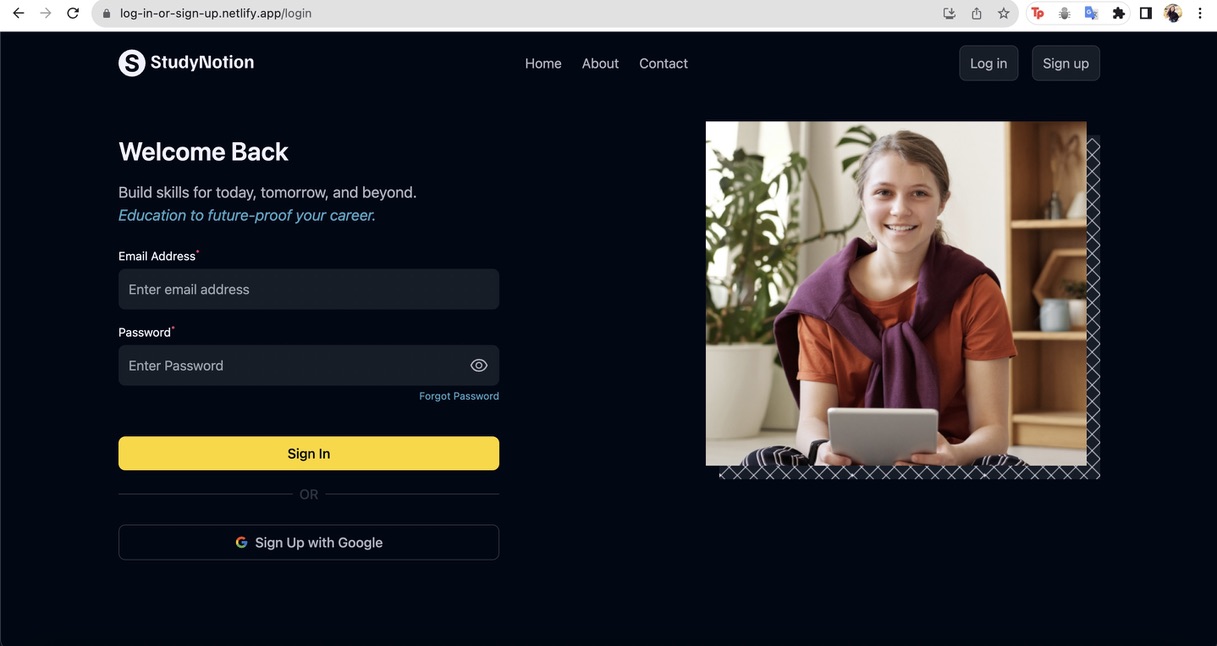 log-in-or-sign-up.netlify.app/login
Tp
S StudyNotion
Home About Contact
Log in Sign up
Welcome Back
Build skills for today, tomorrow, and beyond.
Education to future-proof your career.
Email Address*
Enter email address
Password*
Enter Password
Forgot Password
Sign In
OR
G Sign Up with Google